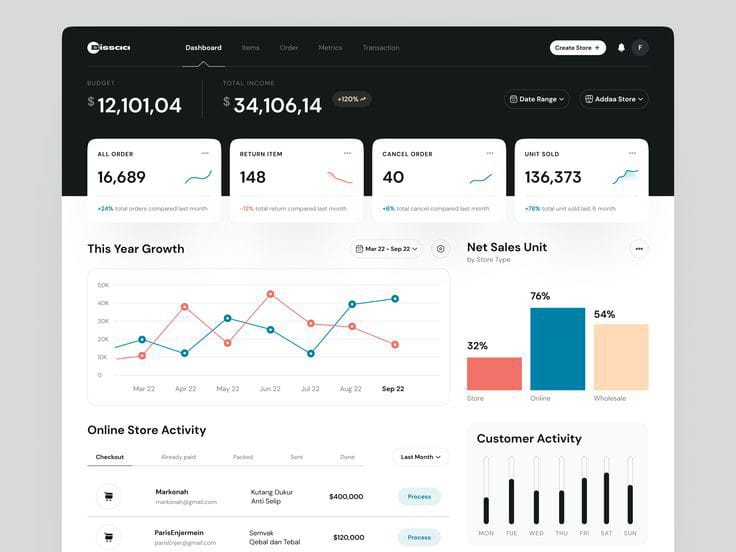 Bissaa
Dashboard Items Order Metrics Transaction
Create Store +
F
BUDGET
$ 12,101,04
TOTAL INCOME
$ 34,106,14
+120%
Date Range
Addaa Store
ALL ORDER
16,689
+24% total orders compared last month
RETURN ITEM
148
-12% total return compared last month
CANCEL ORDER
40
+6% total cancel compared last month
UNIT SOLD
136,373
+78% total unit sold last 6 month
This Year Growth
Mar 22 - Sep 22
50K
40K
30K
20K
10K
0
Mar 22 Apr 22 May 22 Jun 22 Jul 22 Aug 22 Sep 22
Net Sales Unit
by Store Type
32%
76%
54%
Store Online Wholesale
Online Store Activity
Checkout Already paid Packed Sent Done
Last Month
Markonah
markonah@gmail.com
Kutang Dukur
Anti Selip
$400,000
Process
ParisEnjermein
parisEnjer@gmail.com
Semvak
Qebal dan Tebal
$120,000
Process
Customer Activity
MON TUE WED THU FRI SAT SUN